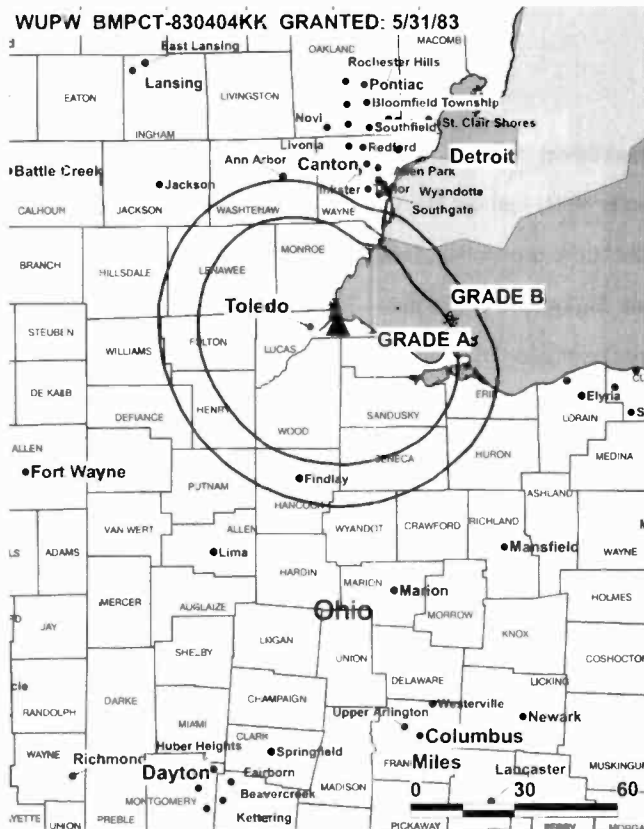 WUPW BMPCT-830404KK GRANTED: 5/31/83
East Lansing
OAKLAND
MACOMB
Lansing
Rochester Hills
Pontiac
EATON
LIVINGSTON
Bloomfield Township
INGHAM
Novi
Southfield
St. Clair Shores
Livonia
Redford
Ann Arbor
Canton
Detroit
Battle Creek
Allen Park
Jackson
Inkster
Taylor
Wyandotte
CALHOUM
JACKSON
WASHTEHAW
WAYNE
Southgate
MONROE
BRANCH
HILLSDALE
LENAWEE
GRADE B
Toledo
STEUBEN
GRADE A
WILLIAMS
FULTON
LUCAS
DE KALB
HENRY
ERIE
Elyria
DEFIANCE
WOOD
SANDUSKY
LORAIN
ALLEN
SENECA
HURON
MEDINA
Fort Wayne
PUTNAM
Findlay
HANCOCK
ASHLAND
VAN WERT
ALLEN
WYANDOT
CRAWFORD
RICHLAND
ADAMS
Lima
Mansfield
WAYNE
HARDIN
MARION
MERCER
AUGLAIZE
Marion
HOLMES
JAY
Ohio
MORROW
KNOX
SHELBY
LOGAN
UNION
COSHOCTON
DELAWARE
LICKING
RANDOLPH
DARKE
CHAMPAIGN
Westerville
MIAMI
Upper Arlington
Newark
WAYNE
Huber Heights
CLARK
Columbus
Richmond
Springfield
Miles
MUSKINGUM
Dayton
Fairborn
MADISON
Lancaster
Beavercreek
0 30 60
MONTGOMERY
UNION
PREBLE
Kettering
PICKAWAY
PERRY